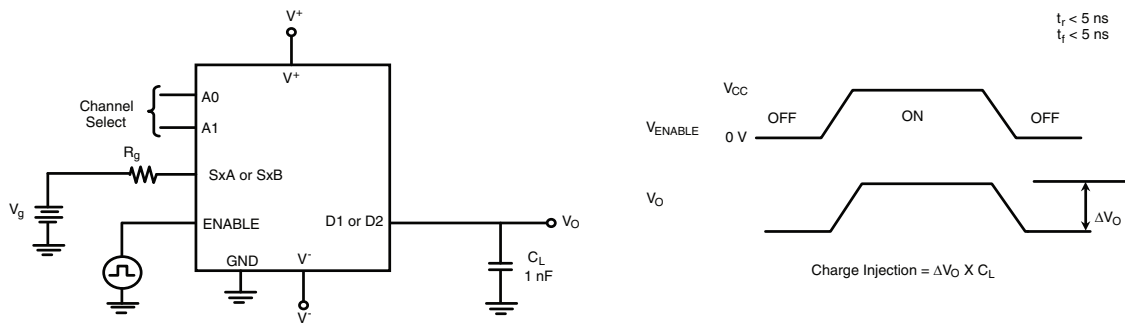 V+
V+
A0
Channel
Select
A1
Rg
SxA or SxB
Vg
ENABLE
D1 or D2
VO
GND
V-
CL
1 nF
V-
tr < 5 ns
tf < 5 ns
VCC
OFF
ON
OFF
VENABLE
0 V
VO
ΔVO
Charge Injection = ΔVO X CL